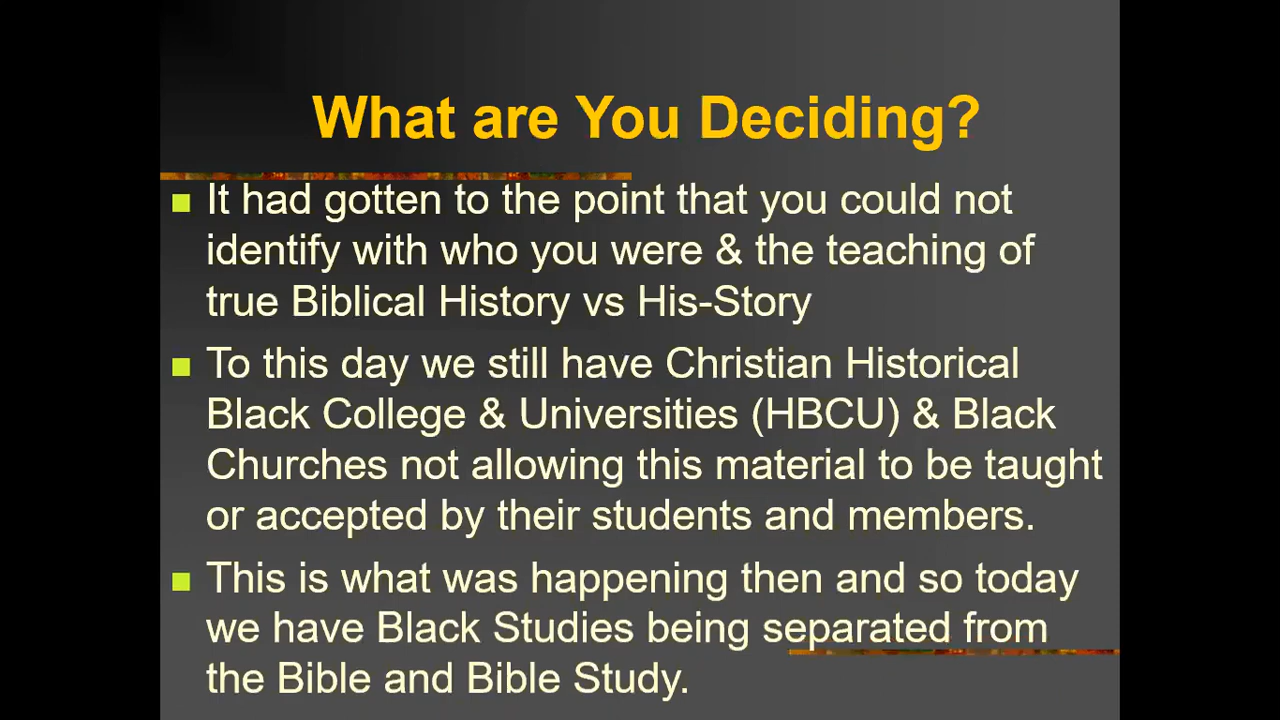 What are You Deciding?
It had gotten to the point that you could not
identify with who you were & the teaching of
true Biblical History vs His-Story
To this day we still have Christian Historical
Black College & Universities (HBCU) & Black
Churches not allowing this material to be taught
or accepted by their students and members.
This is what was happening then and so today
we have Black Studies being separated from
the Bible and Bible Study.